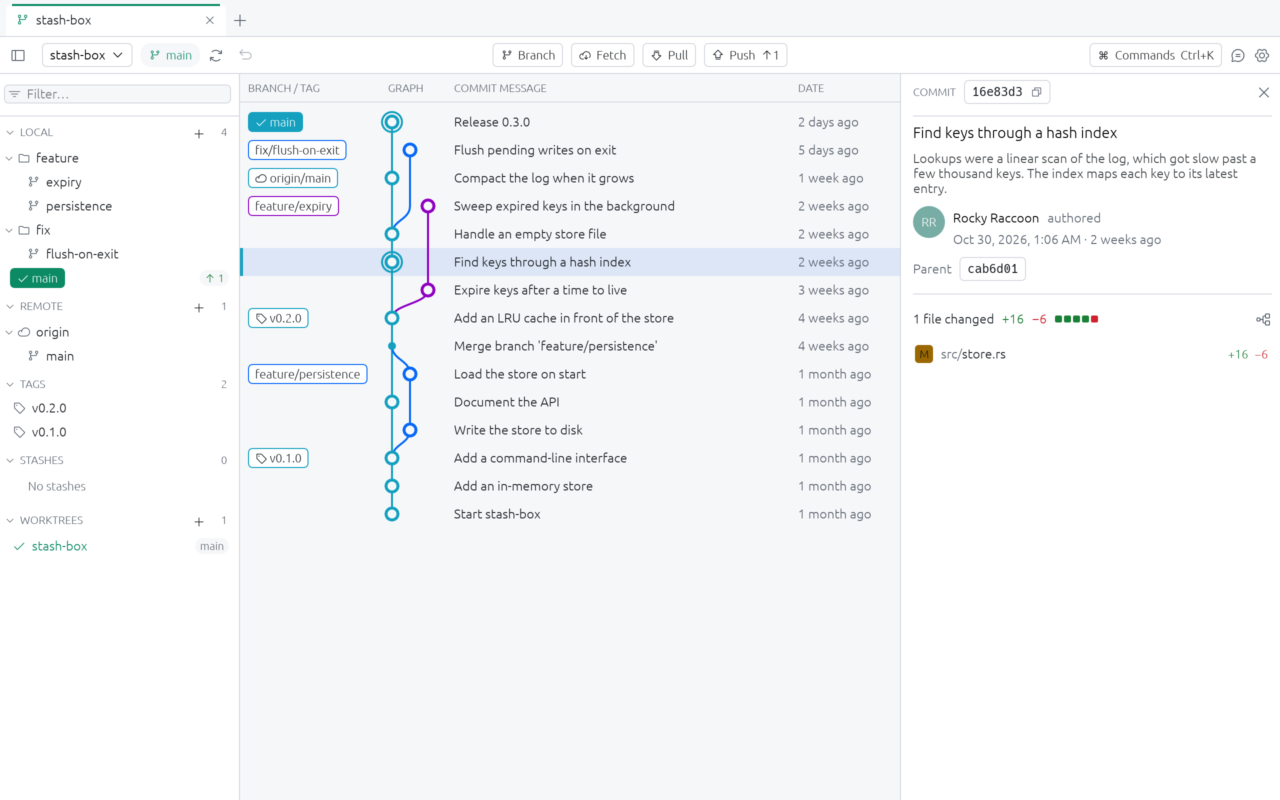 stash-box
stash-box main Branch Fetch Pull Push ↑1 ⌘ Commands Ctrl+K
Filter...
LOCAL 4
feature
expiry
persistence
fix
flush-on-exit
main ↑ 1
REMOTE 1
origin
main
TAGS 2
v0.2.0
v0.1.0
STASHES 0
No stashes
WORKTREES 1
stash-box main
BRANCH / TAG GRAPH COMMIT MESSAGE DATE
main Release 0.3.0 2 days ago
fix/flush-on-exit Flush pending writes on exit 5 days ago
origin/main Compact the log when it grows 1 week ago
feature/expiry Sweep expired keys in the background 2 weeks ago
Handle an empty store file 2 weeks ago
Find keys through a hash index 2 weeks ago
Expire keys after a time to live 3 weeks ago
v0.2.0 Add an LRU cache in front of the store 4 weeks ago
Merge branch 'feature/persistence' 4 weeks ago
feature/persistence Load the store on start 1 month ago
Document the API 1 month ago
Write the store to disk 1 month ago
v0.1.0 Add a command-line interface 1 month ago
Add an in-memory store 1 month ago
Start stash-box 1 month ago
COMMIT 16e83d3
Find keys through a hash index
Lookups were a linear scan of the log, which got slow past a
few thousand keys. The index maps each key to its latest
entry.
RR Rocky Raccoon authored
Oct 30, 2026, 1:06 AM · 2 weeks ago
Parent cab6d01
1 file changed +16 −6
M src/store.rs +16 −6